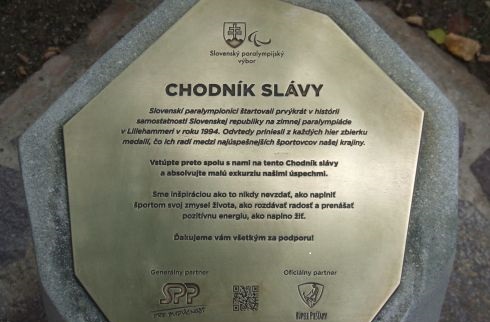 Slovenský paralympijský
výbor
CHODNÍK SLÁVY
Slovenskí paralympionici štartovali prvýkrát v histórii
samostatnosti Slovenskej republiky na zimnej paralympiáde
v Lillehammeri v roku 1994. Odvtedy priniesli z každých hier zbierku
medailí, čo ich radí medzi najúspešnejších športovcov našej krajiny.
Vstúpte preto spolu s nami na tento Chodník slávy
a absolvujte malú exkurziu našimi úspechmi.
Sme inšpiráciou ako to nikdy nevzdať, ako naplniť
športom svoj zmysel života, ako rozdávať radosť a prenášať
pozitívnu energiu, ako naplno žiť.
Ďakujeme vám všetkým za podporu!
Generálny partner
Oficiálny partner
SPP
PRE BUDÚCNOSŤ
KÚPELE PIEŠŤANY